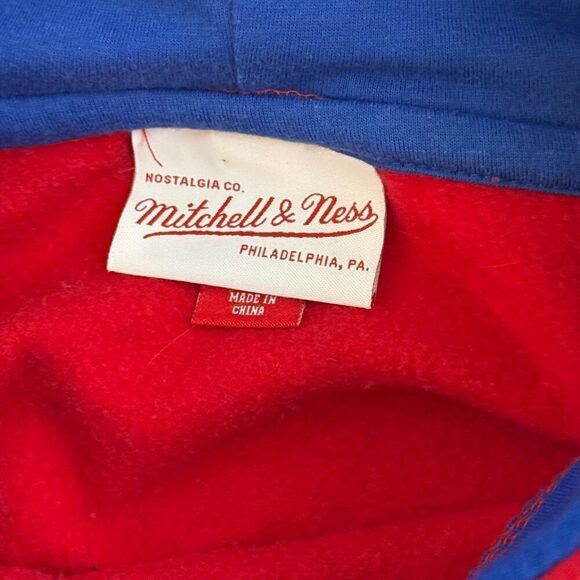 NOSTALGIA CO.
Mitchell & Ness
PHILADELPHIA, PA.
MADE IN
CHINA